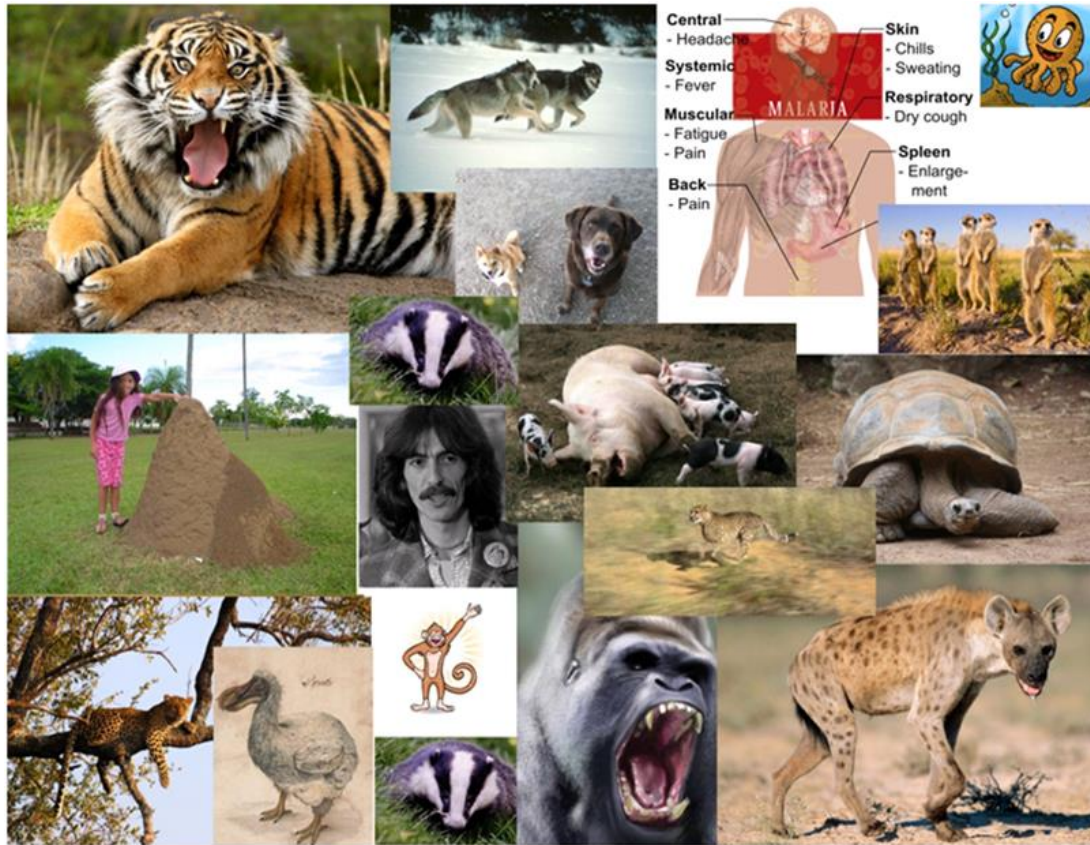 Central
- Headache
Systemic
- Fever
Muscular
- Fatigue
- Pain
Back
- Pain
MALARIA
Skin
- Chills
- Sweating
Respiratory
- Dry cough
Spleen
- Enlarge-
ment